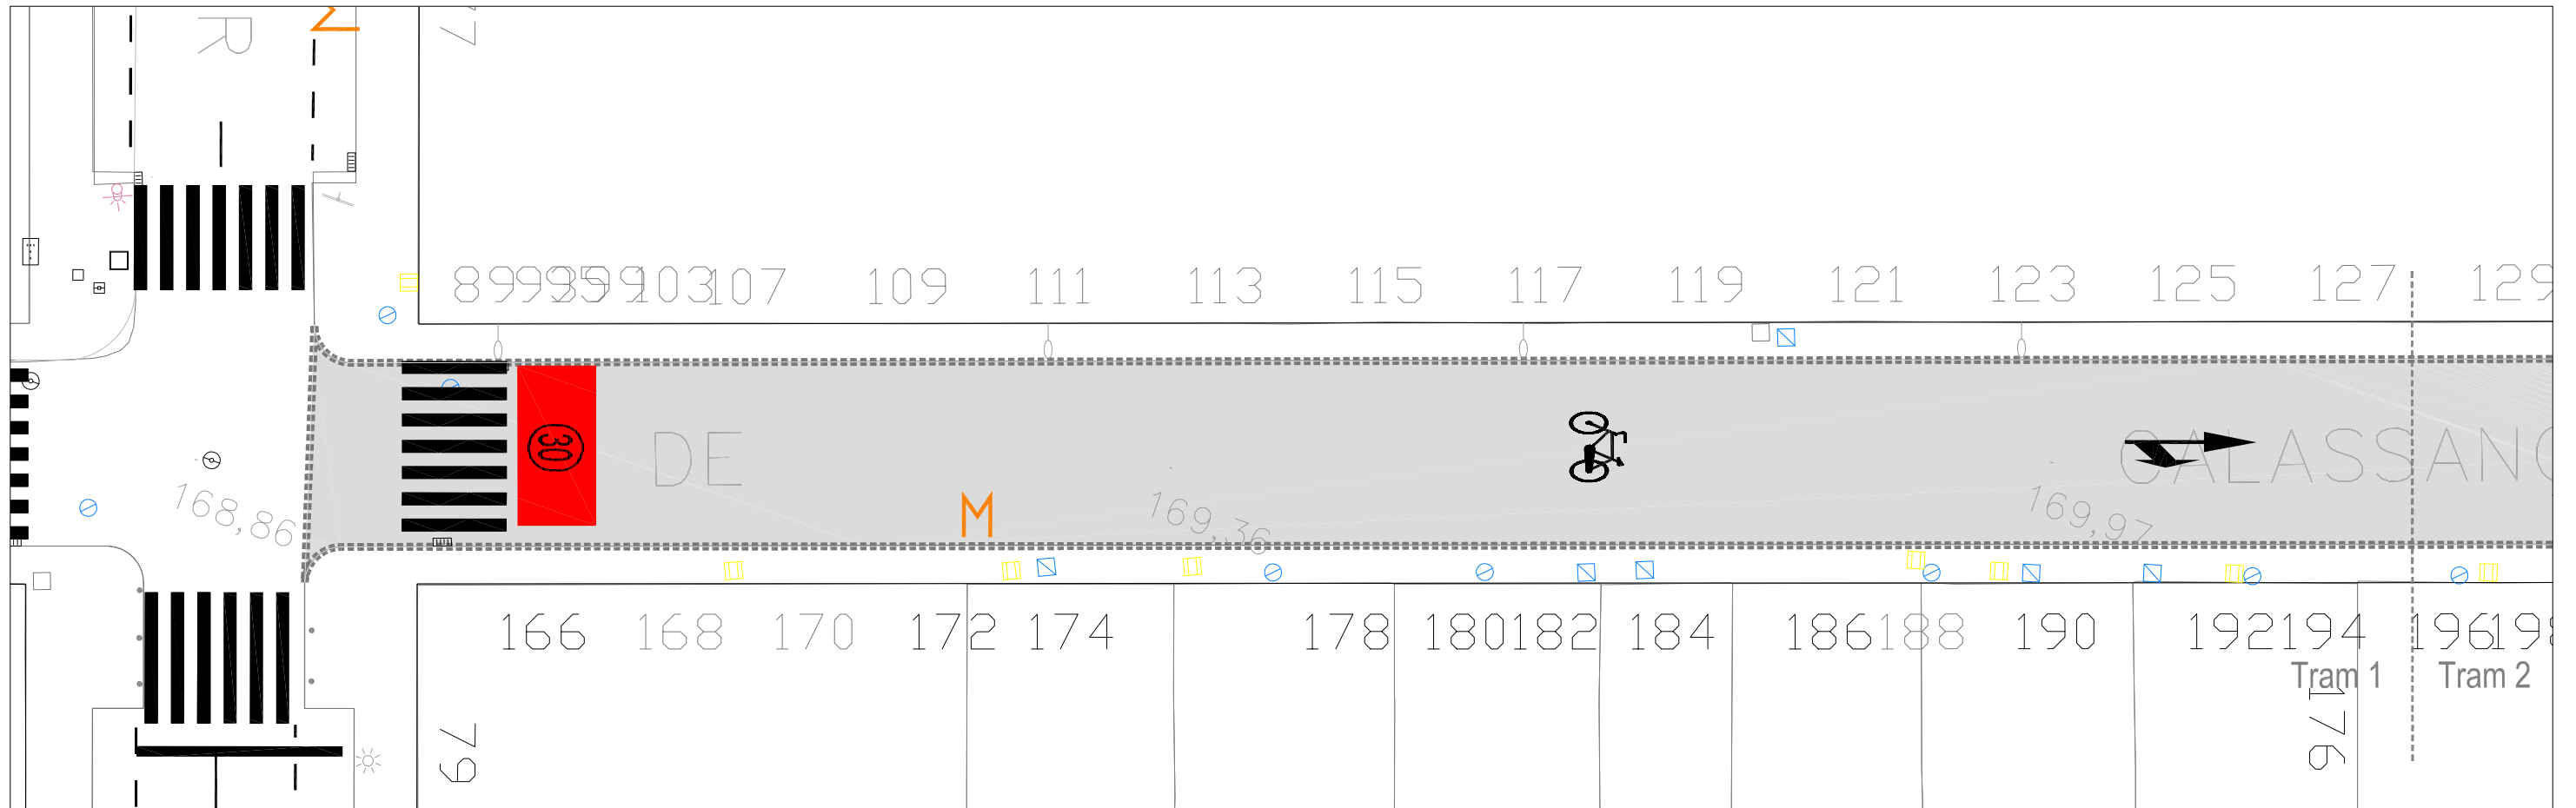 R
89 93 95 99 103 107 109 111 113 115 117 119 121 123 125 127 129
30
DE
CALASSANC
M
168,86
169,36
169,97
166 168 170 172 174 178 180 182 184 186 188 190 192 194 196 198
Tram 1
Tram 2
79
176